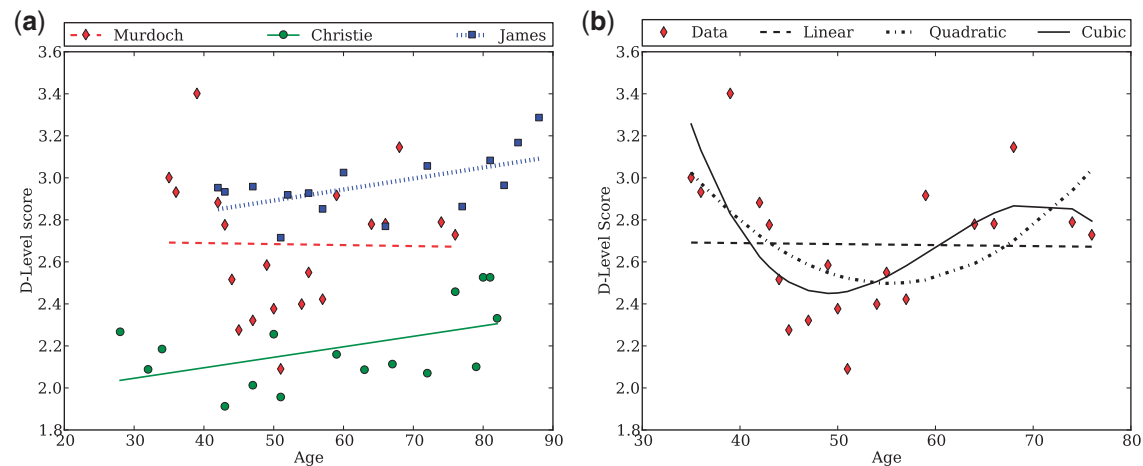 (a)
Murdoch Christie James
3.6
3.4
3.2
3.0
2.8
2.6
2.4
2.2
2.0
1.8
D-Level Score
20 30 40 50 60 70 80 90
Age
(b)
Data Linear Quadratic Cubic
3.6
3.4
3.2
3.0
2.8
2.6
2.4
2.2
2.0
1.8
D-Level Score
30 40 50 60 70 80
Age